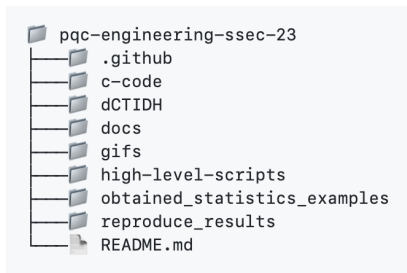 pqc-engineering-ssec-23
.github
c-code
dCTIDH
docs
gifs
high-level-scripts
obtained_statistics_examples
reproduce_results
README.md